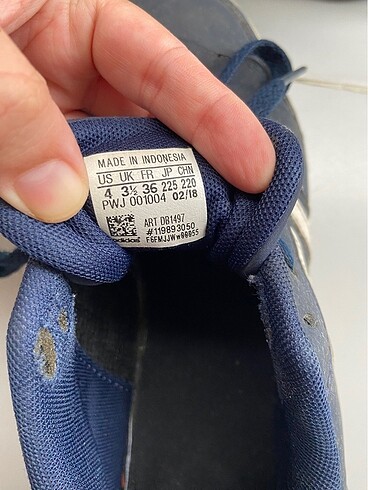 MADE IN INDONESIA
US UK FR JP CHN
4 3½ 36 225 220
PWJ 001004 02/18
ART DB1497
#119893050
adidas